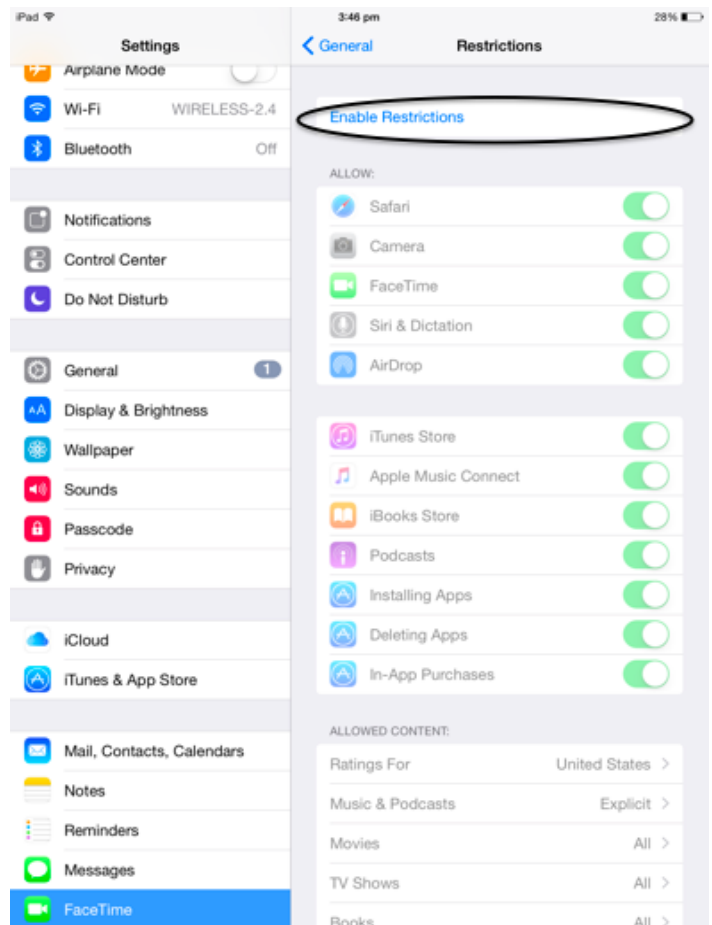 iPad 3:46 pm 28%
Settings
Airplane Mode
Wi-Fi WIRELESS-2.4
Bluetooth Off
Notifications
Control Center
Do Not Disturb
General 1
AA Display & Brightness
Wallpaper
Sounds
Passcode
Privacy
iCloud
iTunes & App Store
Mail, Contacts, Calendars
Notes
Reminders
Messages
FaceTime
General Restrictions
Enable Restrictions
ALLOW:
Safari
Camera
FaceTime
Siri & Dictation
AirDrop
iTunes Store
Apple Music Connect
iBooks Store
Podcasts
Installing Apps
Deleting Apps
In-App Purchases
ALLOWED CONTENT:
Ratings For United States
Music & Podcasts Explicit
Movies All
TV Shows All
Books All